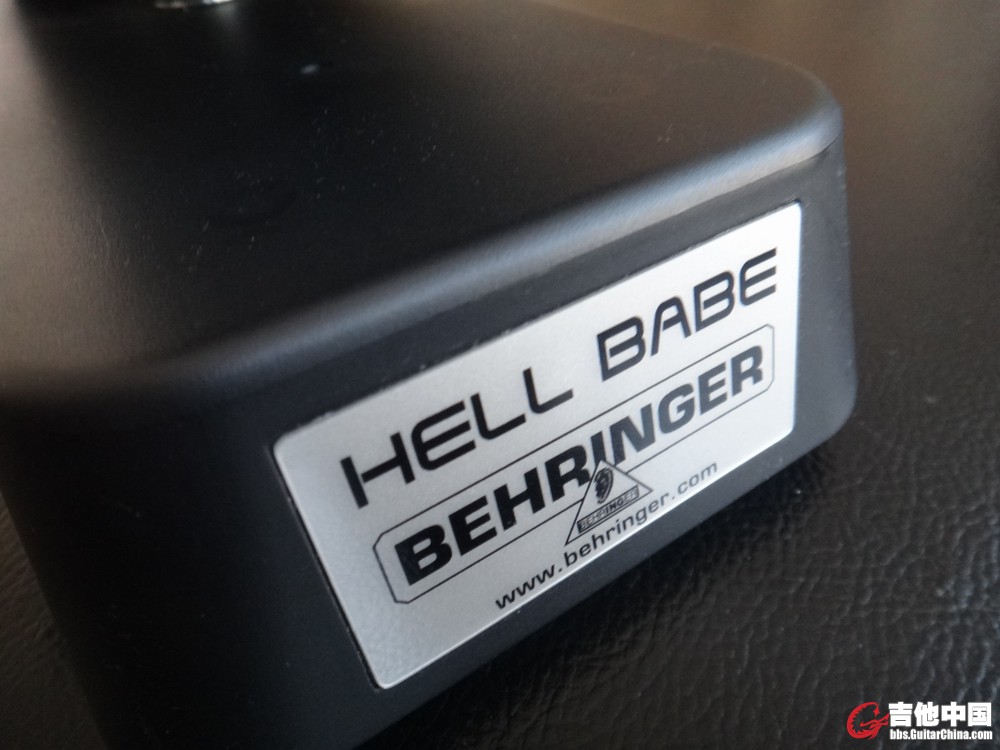 HELL BABE
BEHRINGER
BEHRINGER
www.behringer.com
吉他中国
bbs.GuitarChina.com